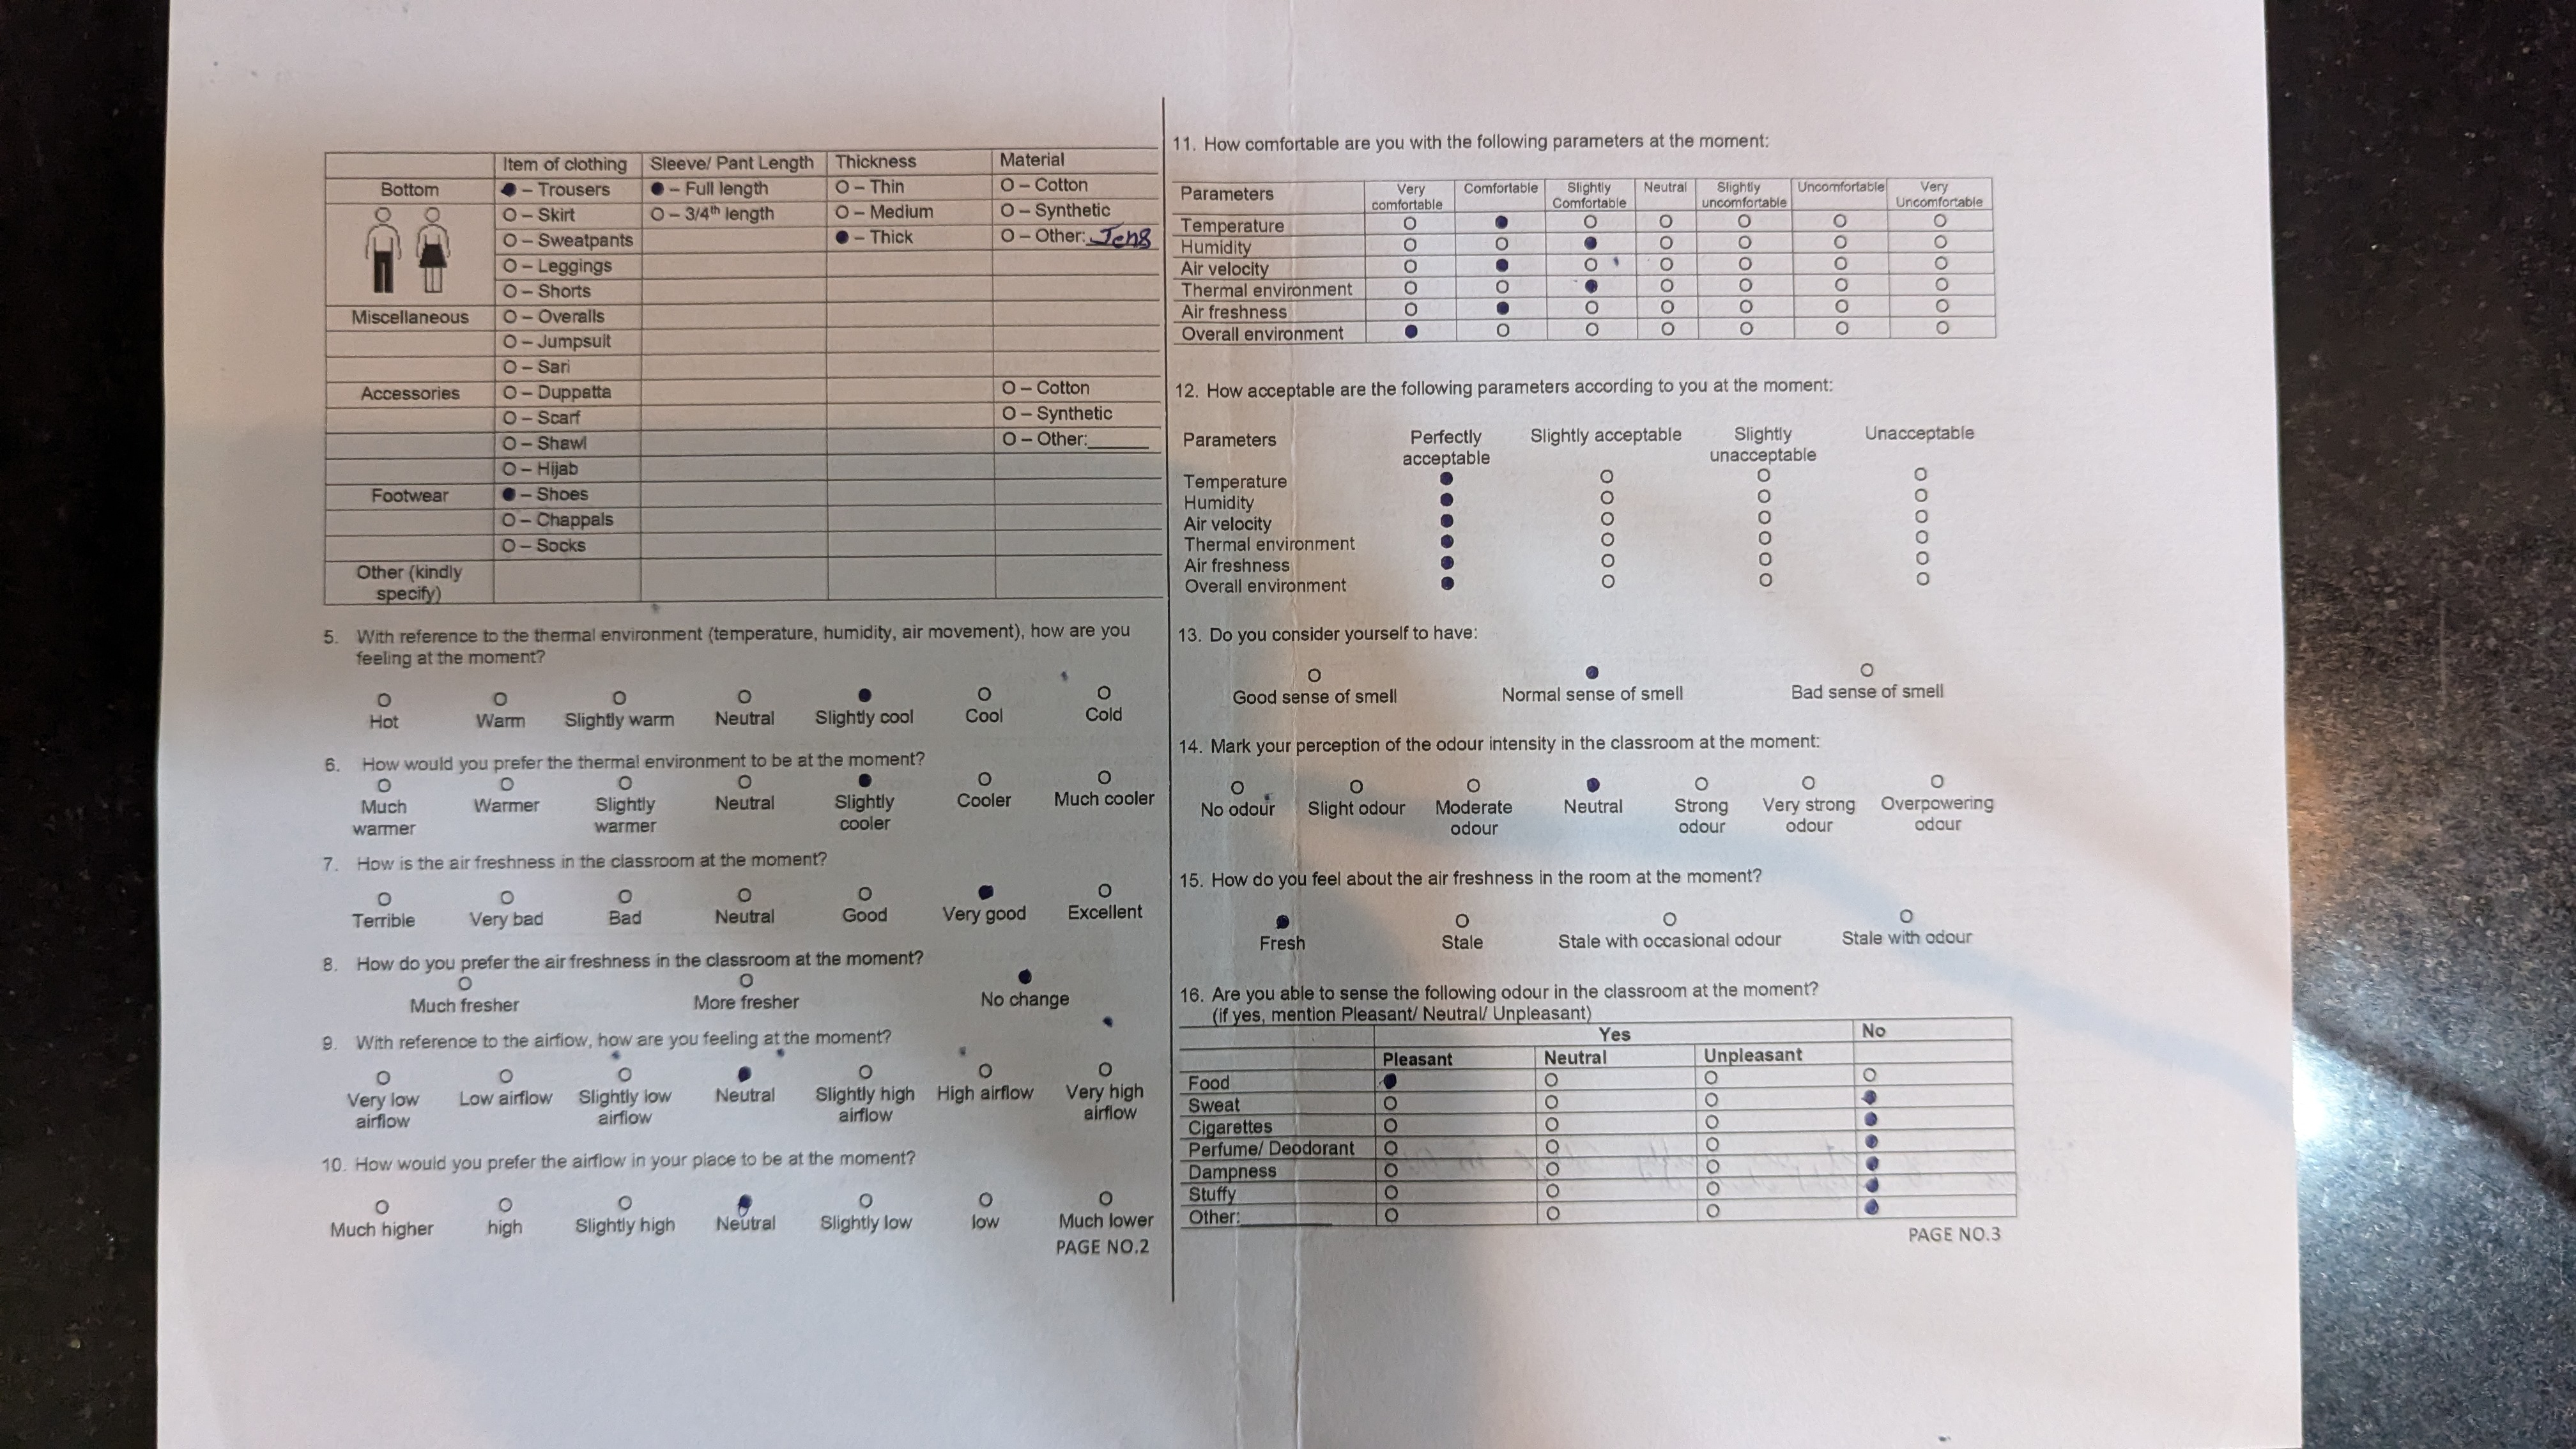 Item of clothing Sleeve/ Pant Length Thickness Material
Bottom ● – Trousers ● – Full length O – Thin O – Cotton
O – Skirt O – 3/4th length O – Medium O – Synthetic
O – Sweatpants ● – Thick O – Other:
O – Leggings
O – Shorts
Miscellaneous O – Overalls
O – Jumpsuit
O – Sari
Accessories O – Duppatta O – Cotton
O – Scarf O – Synthetic
O – Shawl O – Other:______
O – Hijab
Footwear ● – Shoes
O – Chappals
O – Socks
Other (kindly
specify)
5. With reference to the thermal environment (temperature, humidity, air movement), how are you
feeling at the moment?
O O O O ● O O
Hot Warm Slightly warm Neutral Slightly cool Cool Cold
6. How would you prefer the thermal environment to be at the moment?
O O O O ● O O
Much Warmer Slightly Neutral Slightly Cooler Much cooler
warmer warmer cooler
7. How is the air freshness in the classroom at the moment?
O O O O O ● O
Terrible Very bad Bad Neutral Good Very good Excellent
8. How do you prefer the air freshness in the classroom at the moment?
O O ●
Much fresher More fresher No change
9. With reference to the airflow, how are you feeling at the moment?
O O O ● O O O
Very low Low airflow Slightly low Neutral Slightly high High airflow Very high
airflow airflow airflow airflow
10. How would you prefer the airflow in your place to be at the moment?
O O O ● O O O
Much higher high Slightly high Neutral Slightly low low Much lower
PAGE NO.2
11. How comfortable are you with the following parameters at the moment:
Parameters Very Comfortable Slightly Neutral Slightly Uncomfortable Very
comfortable Comfortable uncomfortable Uncomfortable
Temperature O ● O O O O O
Humidity O O ● O O O O
Air velocity O ● O O O O O
Thermal environment O O ● O O O O
Air freshness O ● O O O O O
Overall environment ● O O O O O O
12. How acceptable are the following parameters according to you at the moment:
Parameters Perfectly Slightly acceptable Slightly Unacceptable
acceptable unacceptable
Temperature ● O O O
Humidity ● O O O
Air velocity ● O O O
Thermal environment ● O O O
Air freshness ● O O O
Overall environment ● O O O
13. Do you consider yourself to have:
O ● O
Good sense of smell Normal sense of smell Bad sense of smell
14. Mark your perception of the odour intensity in the classroom at the moment:
O O O ● O O O
No odour Slight odour Moderate Neutral Strong Very strong Overpowering
odour odour odour odour
15. How do you feel about the air freshness in the room at the moment?
● O O O
Fresh Stale Stale with occasional odour Stale with odour
16. Are you able to sense the following odour in the classroom at the moment?
(if yes, mention Pleasant/ Neutral/ Unpleasant)
Yes No
Pleasant Neutral Unpleasant
Food ● O O O
Sweat O O O ●
Cigarettes O O O ●
Perfume/ Deodorant O O O ●
Dampness O O O ●
Stuffy O O O ●
Other:__________ O O O ●
PAGE NO.3